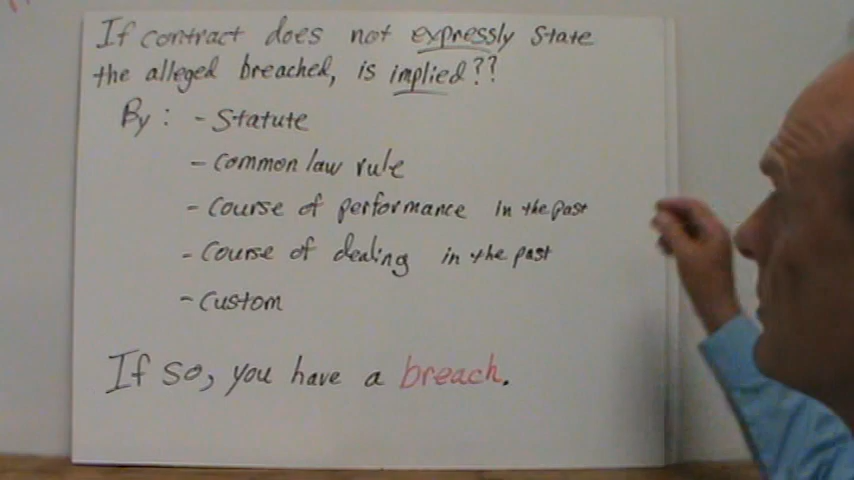 If contract does not expressly state
the alleged breached, is implied??
By : - Statute
- Common law rule
- Course of performance in the past
- Course of dealing in the past
- Custom
If so, you have a breach.